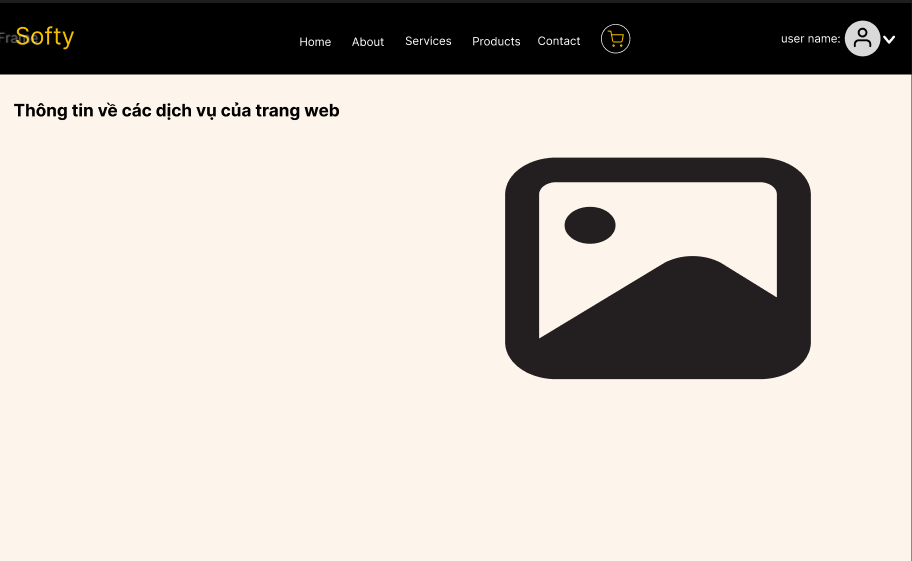 Softy
Home About Services Products Contact
user name:
Thông tin về các dịch vụ của trang web